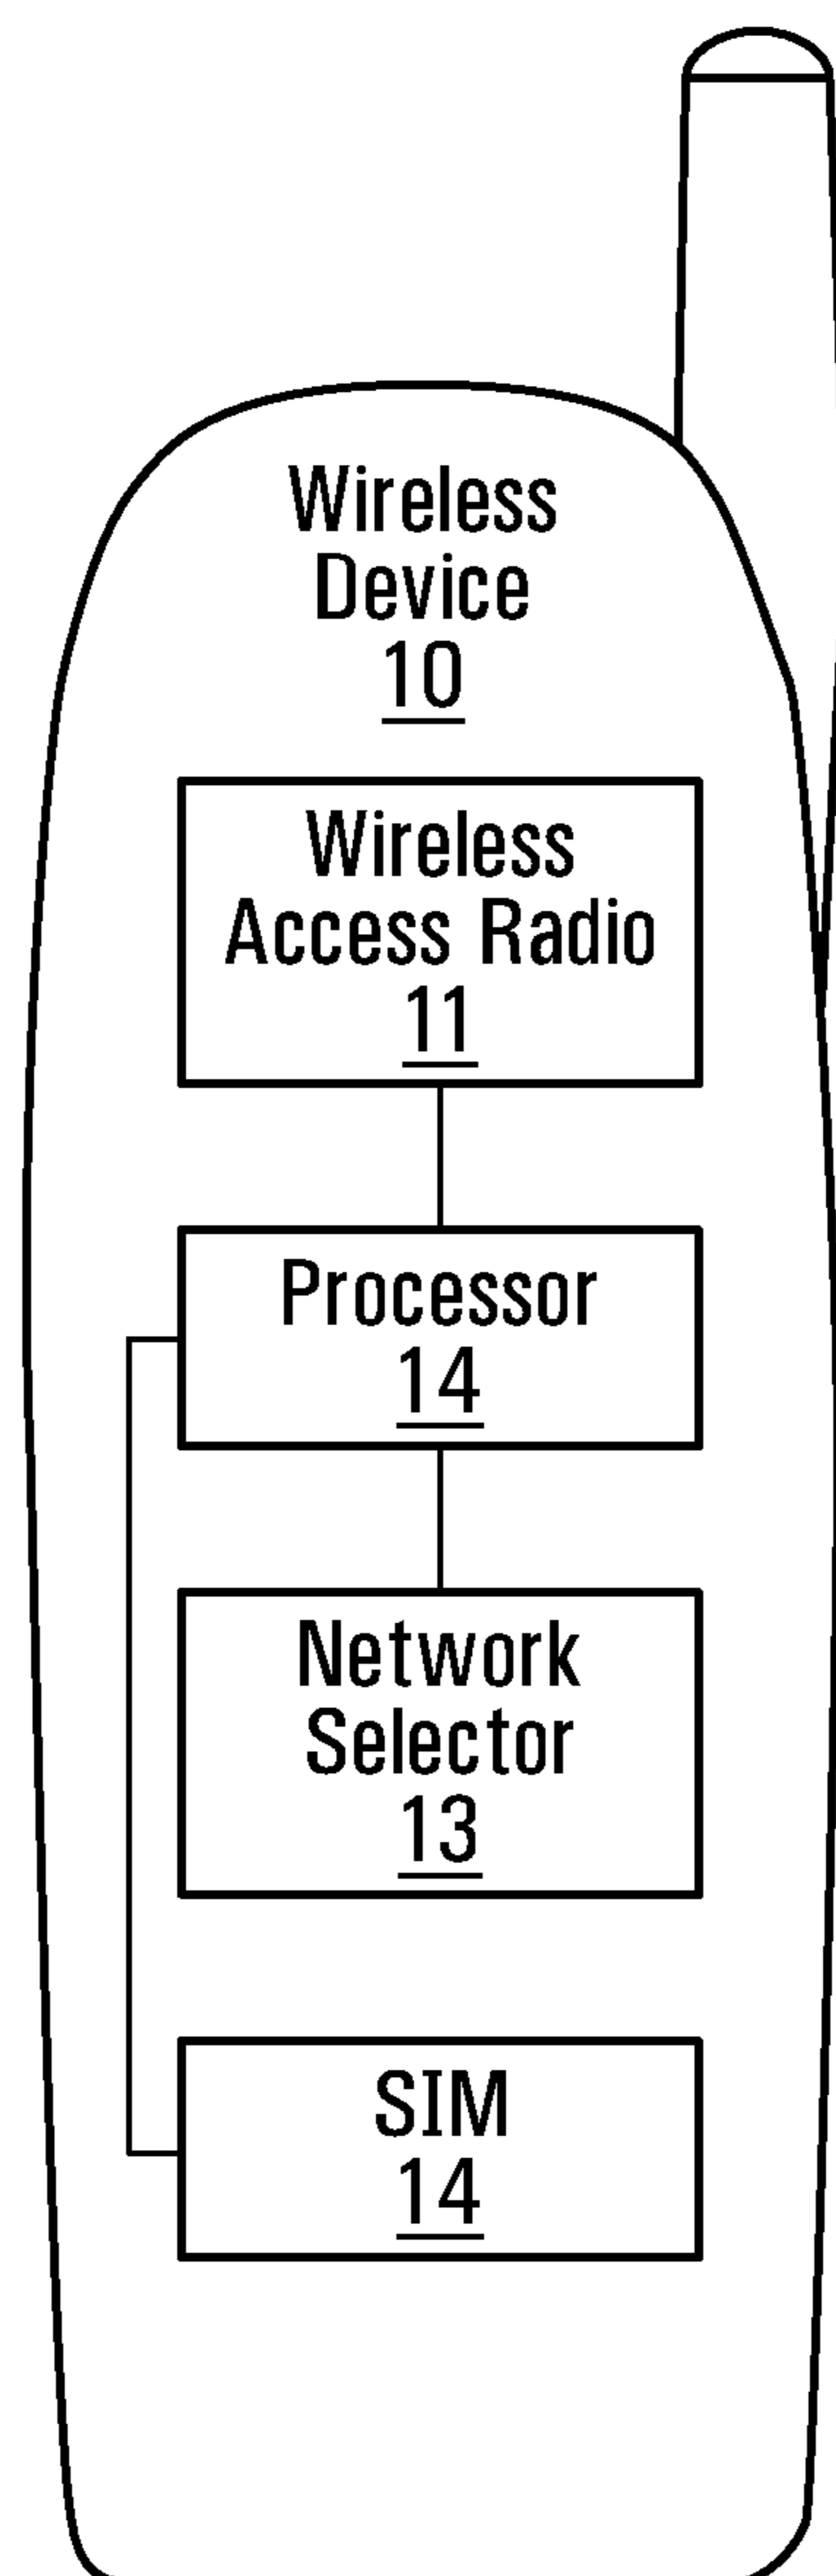 Wireless
Device
10
Wireless
Access Radio
11
Processor
14
Network
Selector
13
SIM
14